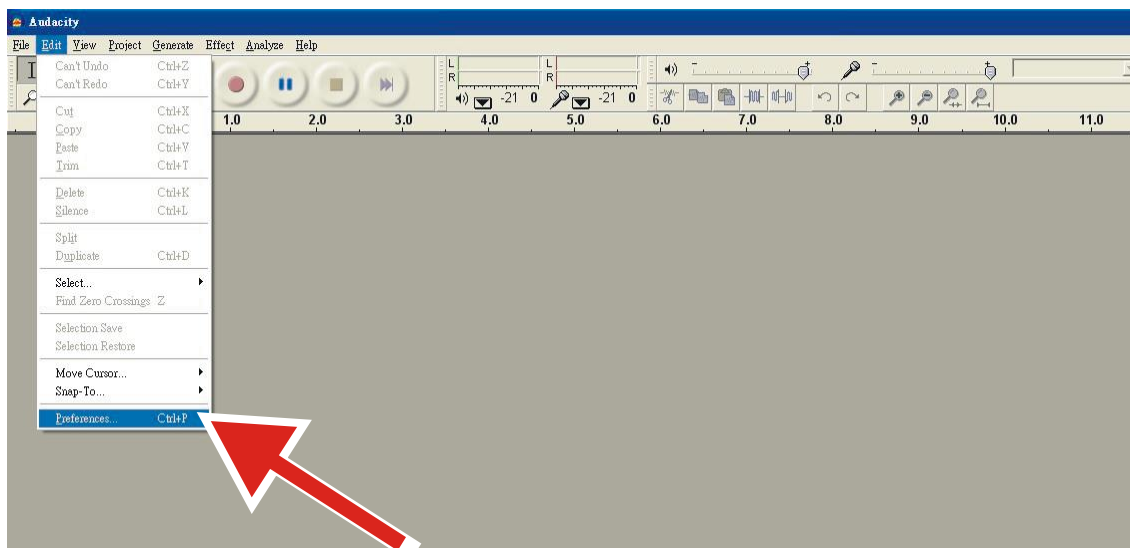 Audacity
File Edit View Project Generate Effect Analyze Help
Can't Undo Ctrl+Z
Can't Redo Ctrl+Y
Cut Ctrl+X
Copy Ctrl+C
Paste Ctrl+V
Trim Ctrl+T
Delete Ctrl+K
Silence Ctrl+L
Split
Duplicate Ctrl+D
Select...
Find Zero Crossings Z
Selection Save
Selection Restore
Move Cursor...
Snap-To...
Preferences... Ctrl+P
L L
R R
-21 0 -21 0
1.0 2.0 3.0 4.0 5.0 6.0 7.0 8.0 9.0 10.0 11.0